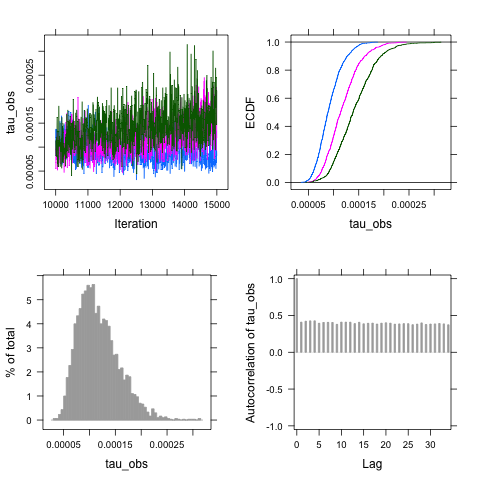 tau_obs
0.00005
0.00015
0.00025
10000 11000 12000 13000 14000 15000
Iteration
ECDF
1.0
0.8
0.6
0.4
0.2
0.0
0.00005 0.00015 0.00025
tau_obs
% of total
5
4
3
2
1
0
0.00005 0.00015 0.00025
tau_obs
Autocorrelation of tau_obs
1.0
0.5
0.0
-0.5
-1.0
0 5 10 15 20 25 30
Lag